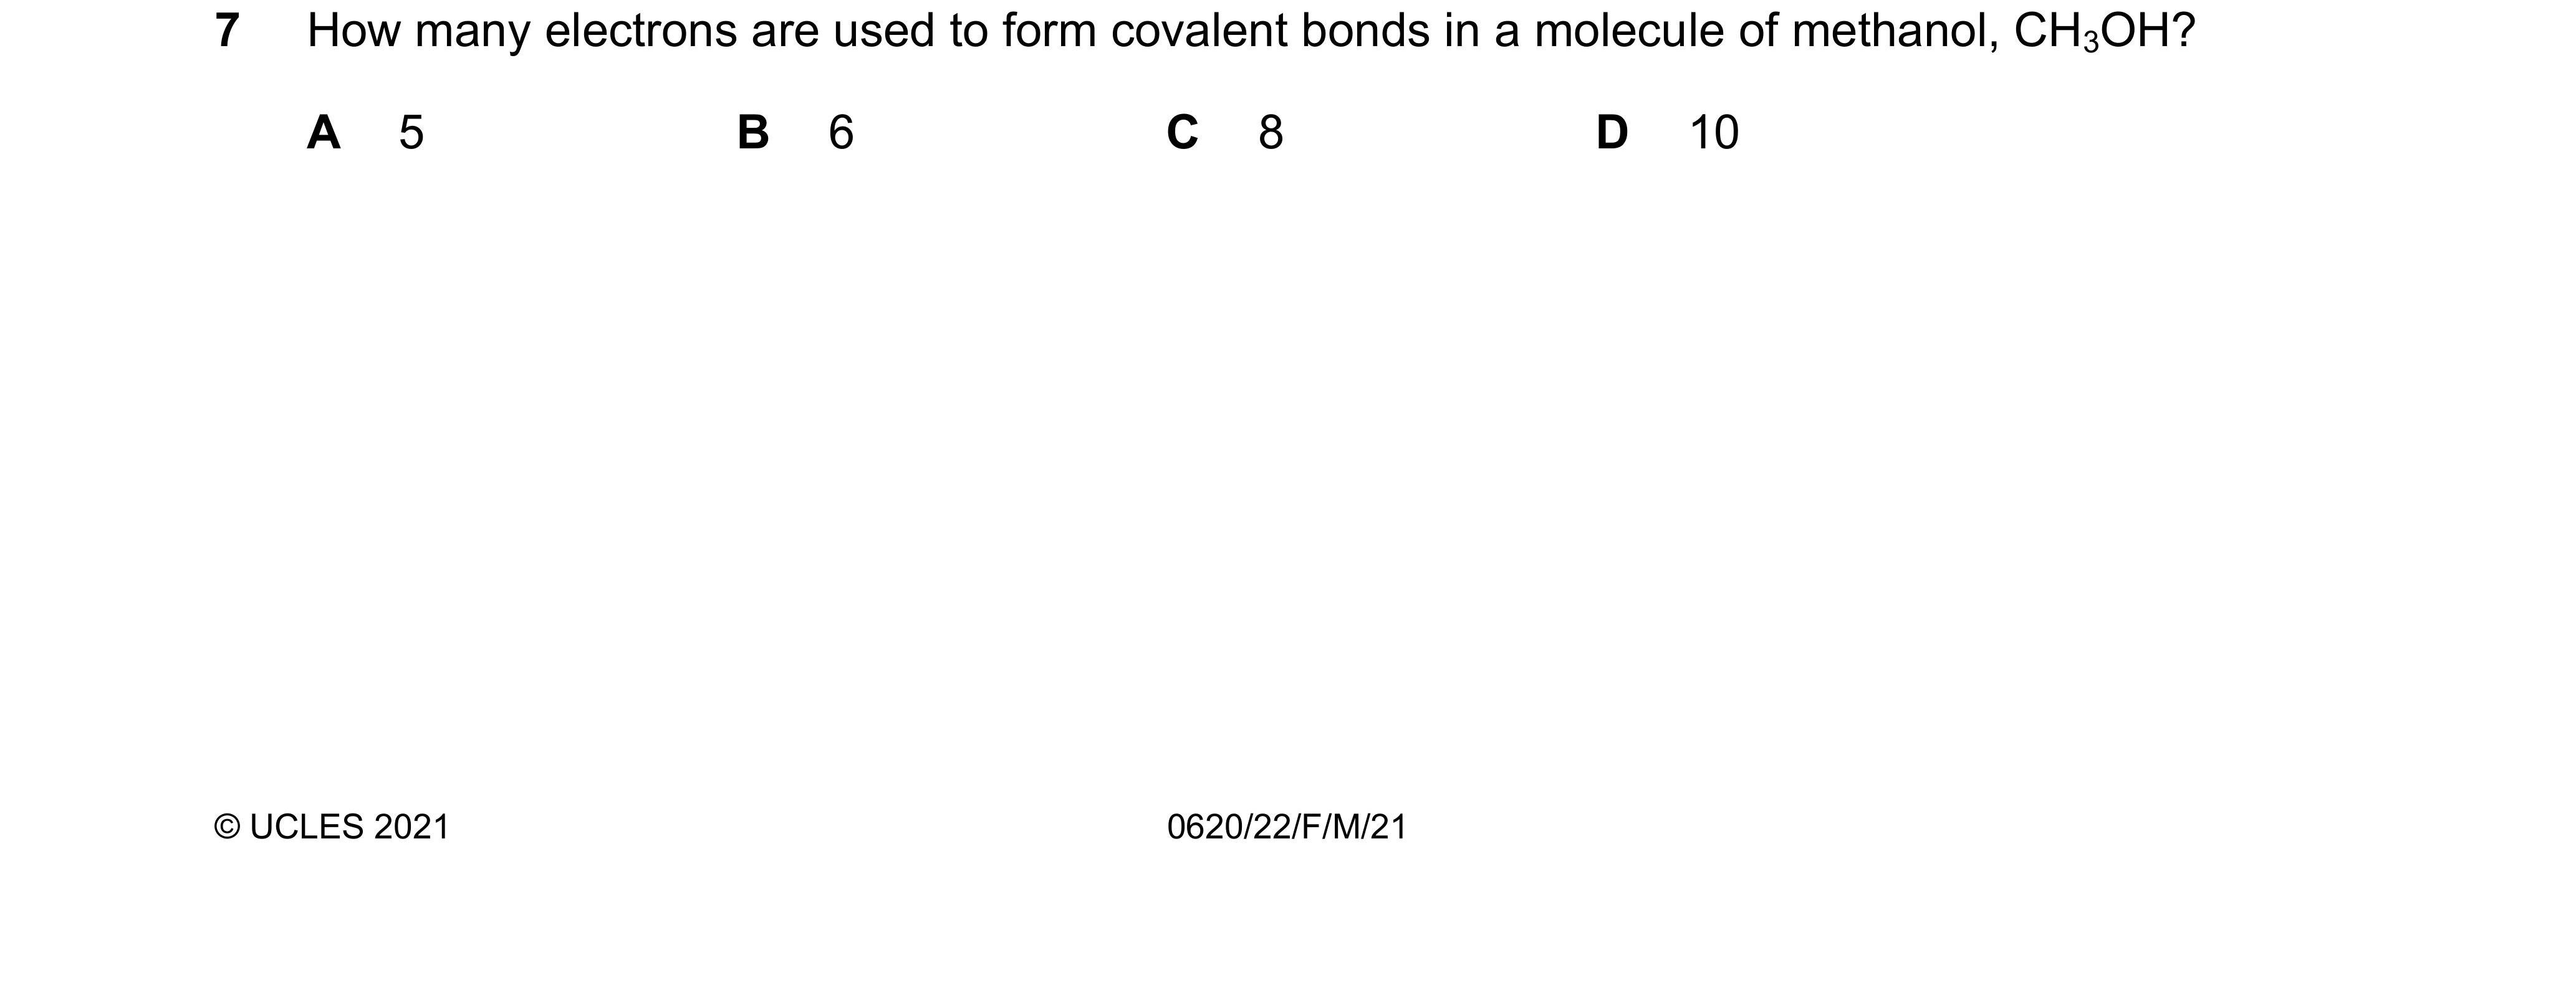 7 How many electrons are used to form covalent bonds in a molecule of methanol, CH₃OH?
A 5 B 6 C 8 D 10
© UCLES 2021 0620/22/F/M/21